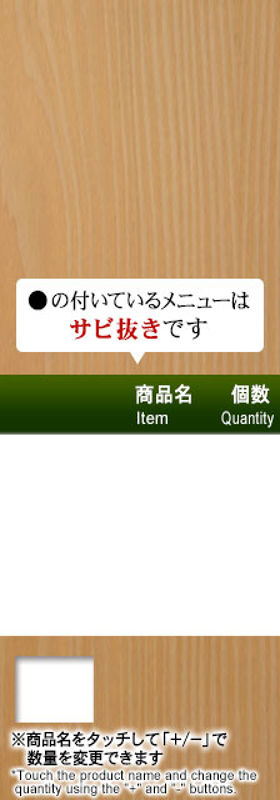 ●の付いているメニューは
サビ抜きです
商品名 個数
Item Quantity
※商品名をタッチして「+/−」で
数量を変更できます
*Touch the product name and change the
quantity using the "+" and "-" buttons.